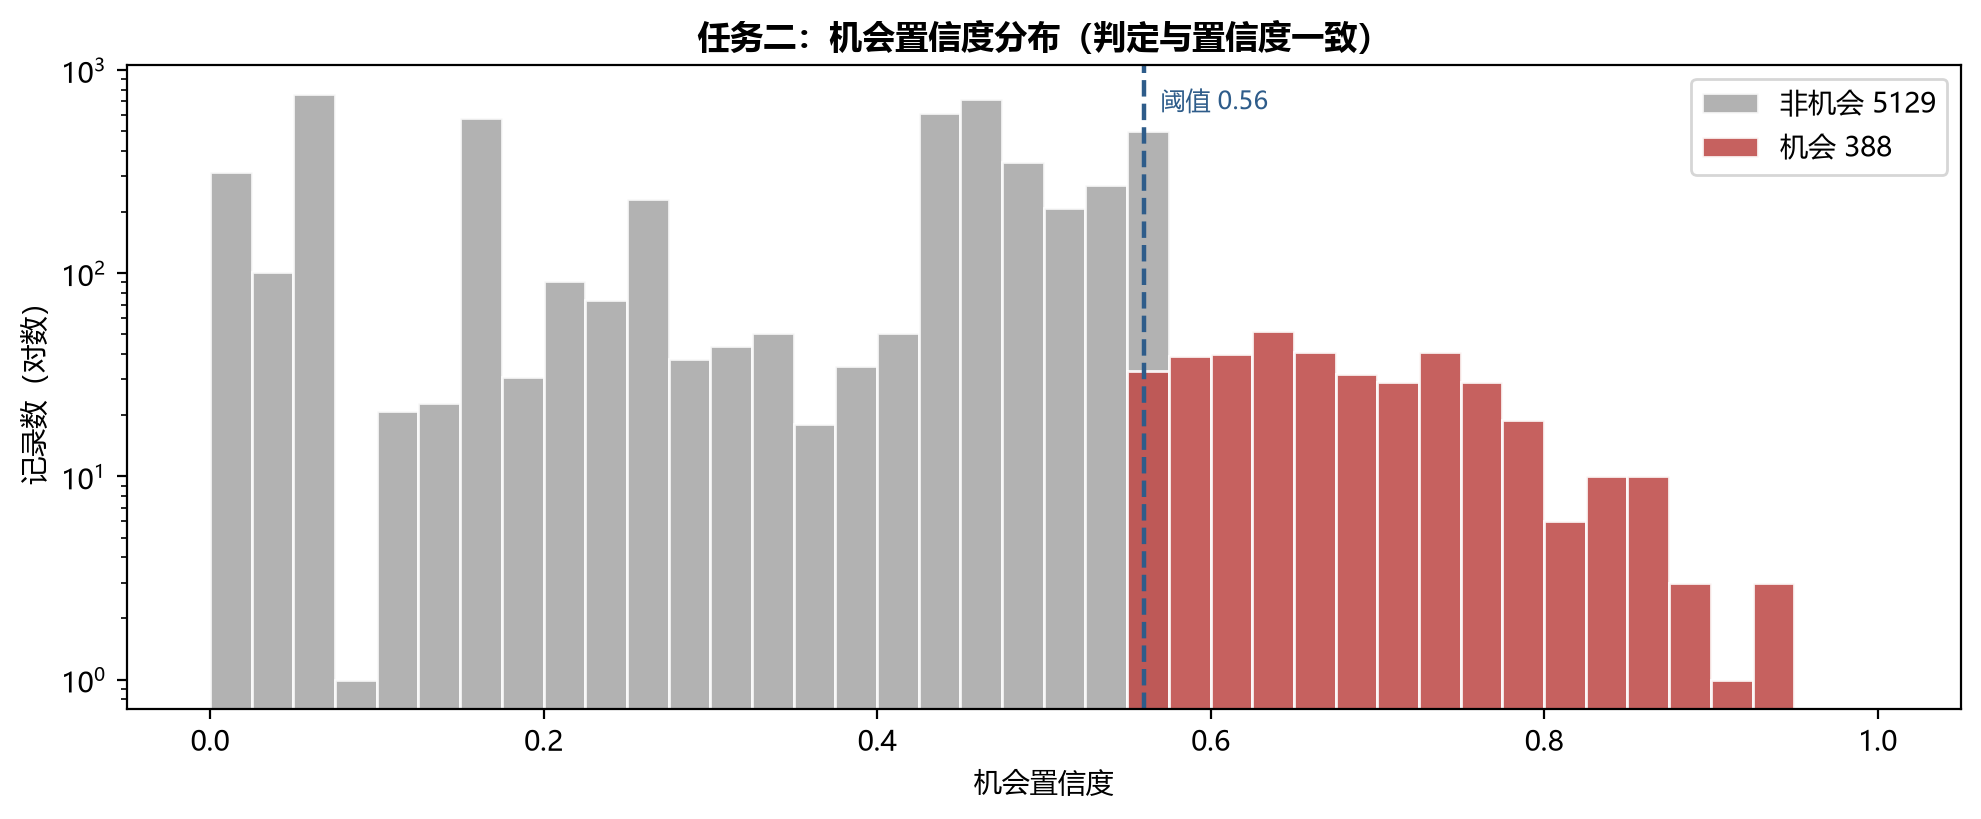 任务二：机会置信度分布（判定与置信度一致）
10³
10²
10¹
10⁰
记录数（对数）
阈值 0.56
非机会 5129
机会 388
0.0 0.2 0.4 0.6 0.8 1.0
机会置信度